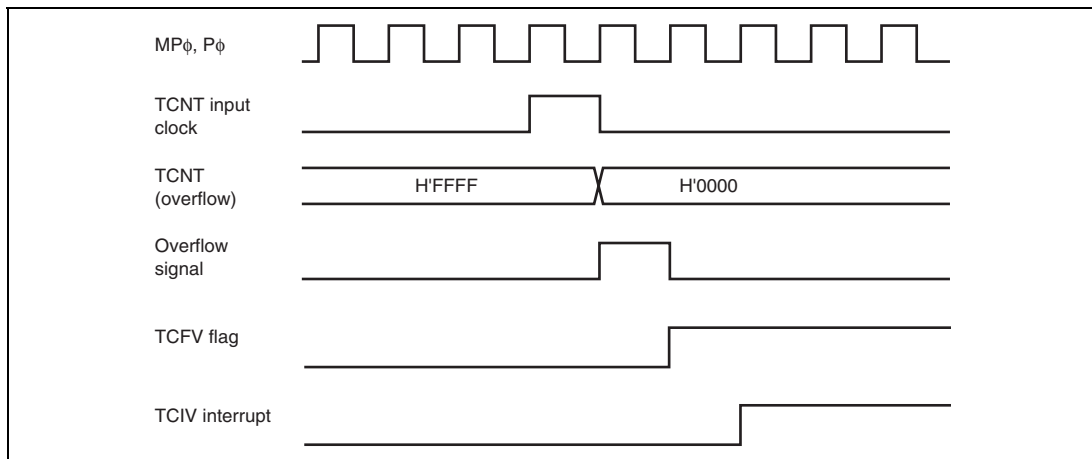 MPφ, Pφ
TCNT input
clock
TCNT
(overflow)
H'FFFF
H'0000
Overflow
signal
TCFV flag
TCIV interrupt